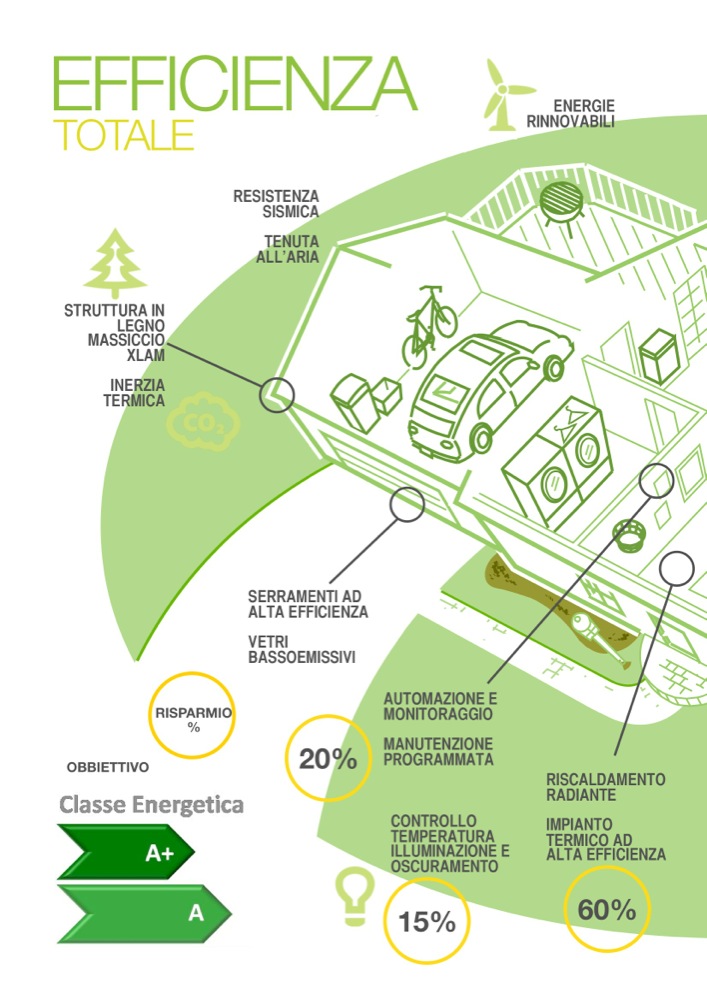 EFFICIENZA
TOTALE
ENERGIE
RINNOVABILI
RESISTENZA
SISMICA
TENUTA
ALL'ARIA
STRUTTURA IN
LEGNO
MASSICCIO
XLAM
INERZIA
TERMICA
CO2
SERRAMENTI AD
ALTA EFFICIENZA
VETRI
BASSOEMISSIVI
RISPARMIO
%
20%
AUTOMAZIONE E
MONITORAGGIO
MANUTENZIONE
PROGRAMMATA
OBBIETTIVO
Classe Energetica
A+
A
CONTROLLO
TEMPERATURA
ILLUMINAZIONE E
OSCURAMENTO
15%
RISCALDAMENTO
RADIANTE
IMPIANTO
TERMICO AD
ALTA EFFICIENZA
60%